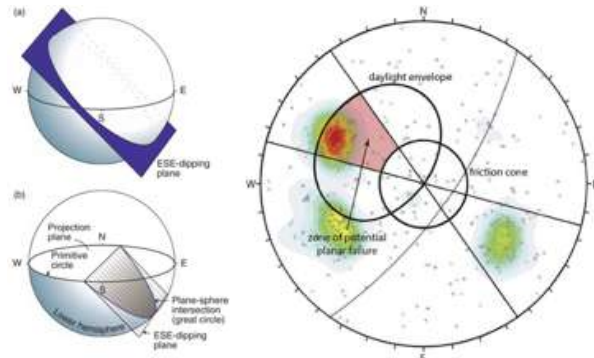 (a)
W
E
S
ESE-dipping
plane
(b)
Projection
plane
N
Primitive
circle
W
E
S
Lower hemisphere
Plane-sphere
intersection
(great circle)
ESE-dipping
plane
N
daylight envelope
W
friction cone
zone of potential
planar failure